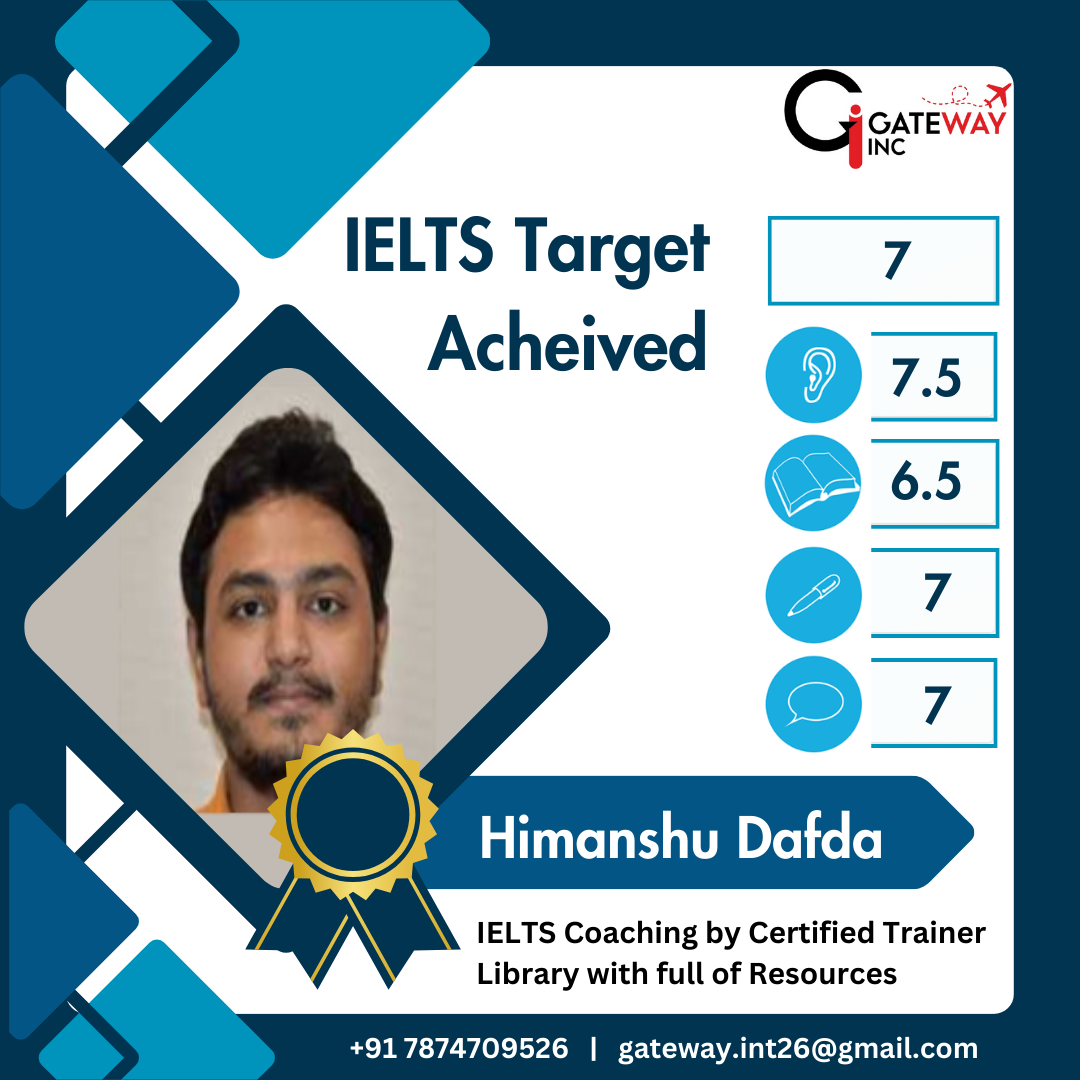 Gi GATEWAY
INC
IELTS Target
Acheived
7
7.5
6.5
7
7
Himanshu Dafda
IELTS Coaching by Certified Trainer
Library with full of Resources
+91 7874709526 | gateway.int26@gmail.com